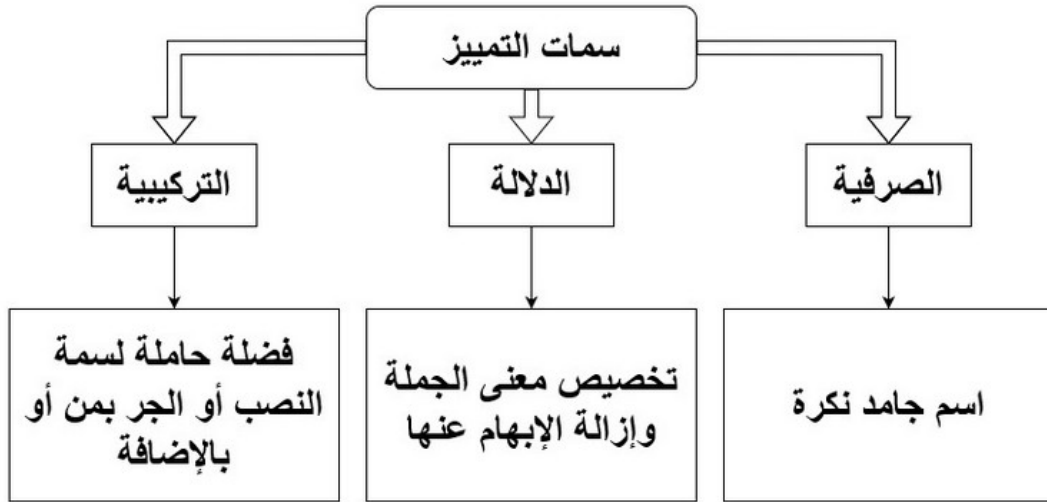 سمات التمييز
الصرفية
الدلالة
التركيبية
اسم جامد نكرة
تخصيص معنى الجملة
وإزالة الإبهام عنها
فضلة حاملة لسمة
النصب أو الجر بمن أو
بالإضافة